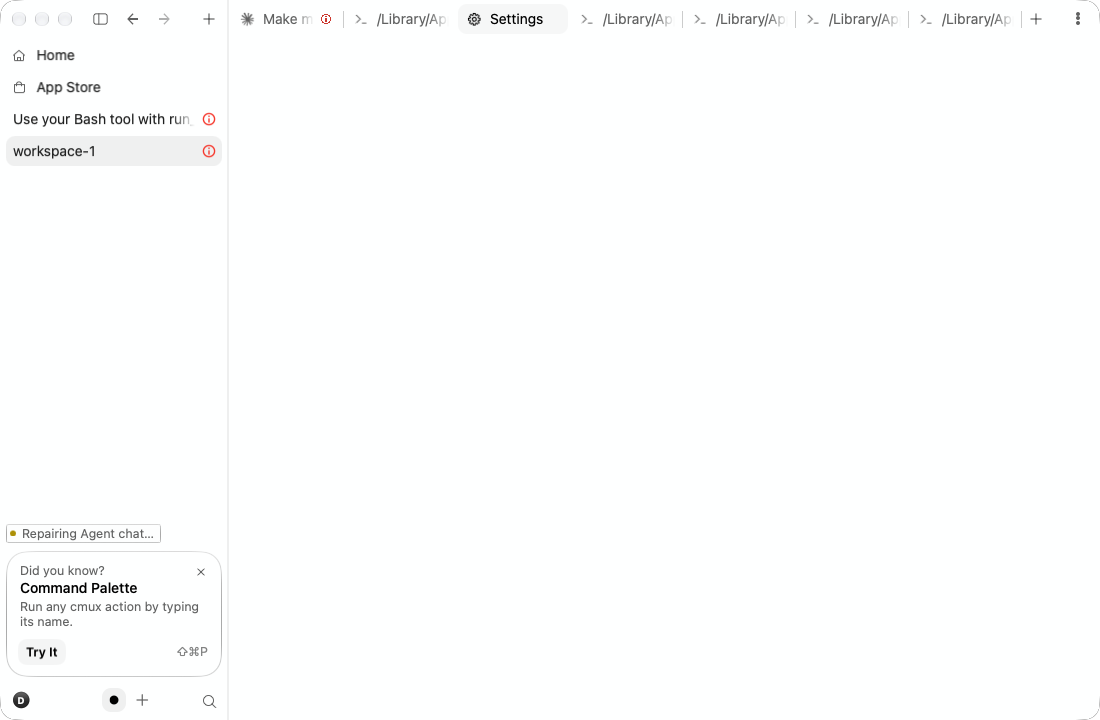 Make m
/Library/Ap
Settings
/Library/Ap
/Library/Ap
/Library/Ap
/Library/Ap
Home
App Store
Use your Bash tool with run_
workspace-1
Repairing Agent chat...
Did you know?
Command Palette
Run any cmux action by typing
its name.
Try It
⇧⌘P
D